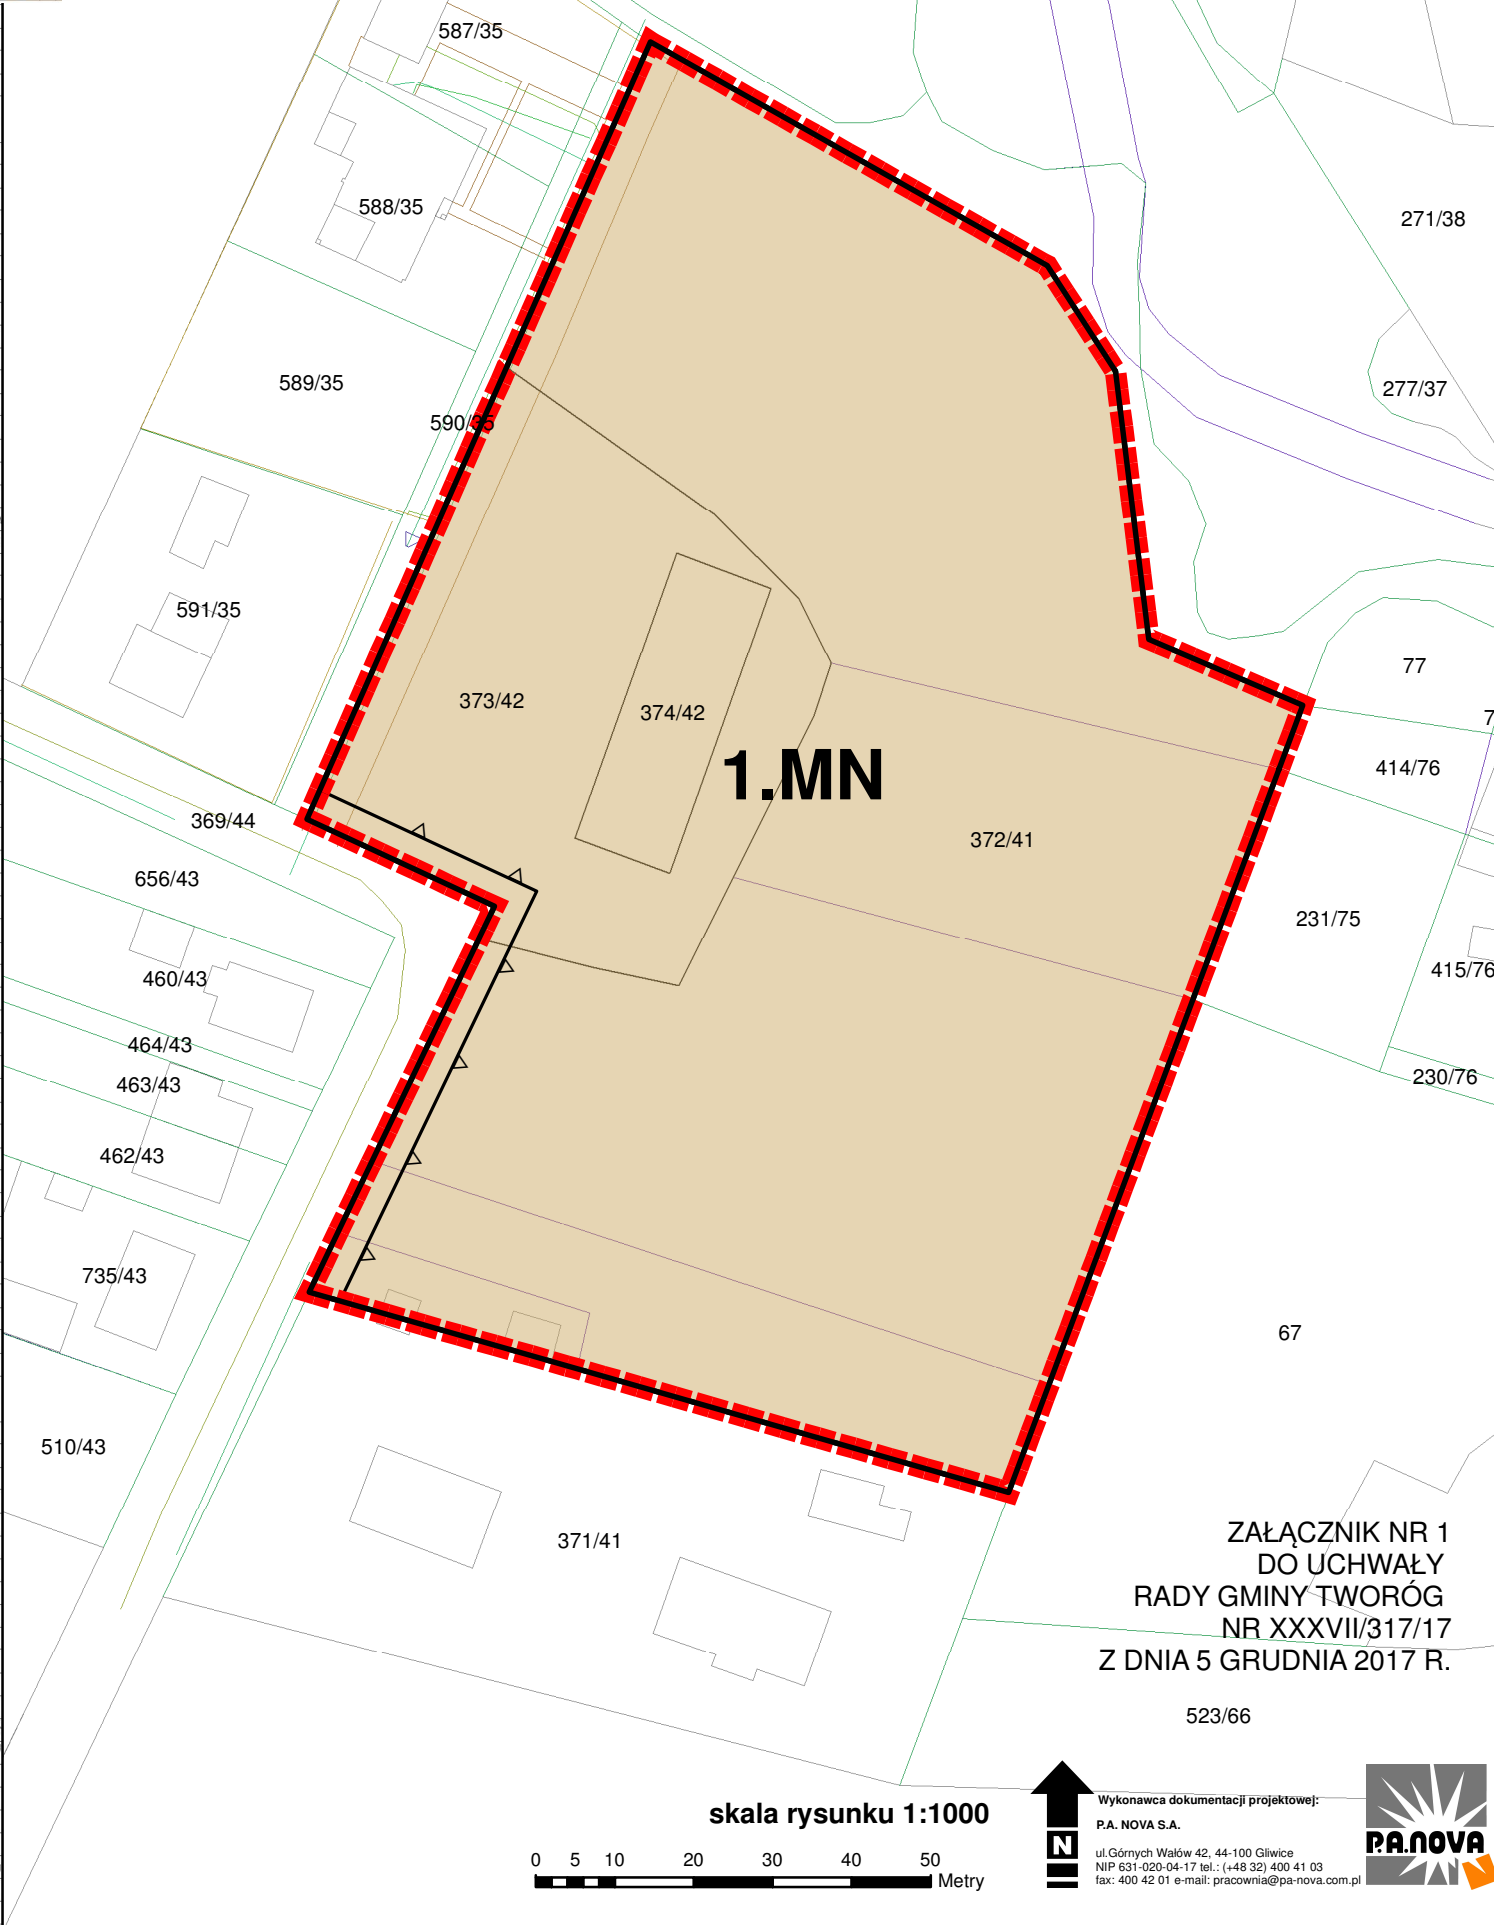 587/35
588/35
271/38
589/35
277/37
590/35
591/35
77
7
373/42
374/42
1.MN
414/76
369/44
372/41
656/43
231/75
460/43
415/76
464/43
463/43
230/76
462/43
735/43
67
510/43
371/41
ZAŁĄCZNIK NR 1
DO UCHWAŁY
RADY GMINY TWORÓG
NR XXXVII/317/17
Z DNIA 5 GRUDNIA 2017 R.
523/66
skala rysunku 1:1000
0 5 10 20 30 40 50
Metry
N
Wykonawca dokumentacji projektowej:
P.A. NOVA S.A.
ul.Górnych Wałów 42, 44-100 Gliwice
NIP 631-020-04-17 tel.: (+48 32) 400 41 03
fax: 400 42 01 e-mail: pracownia@pa-nova.com.pl
P.A.NOVA